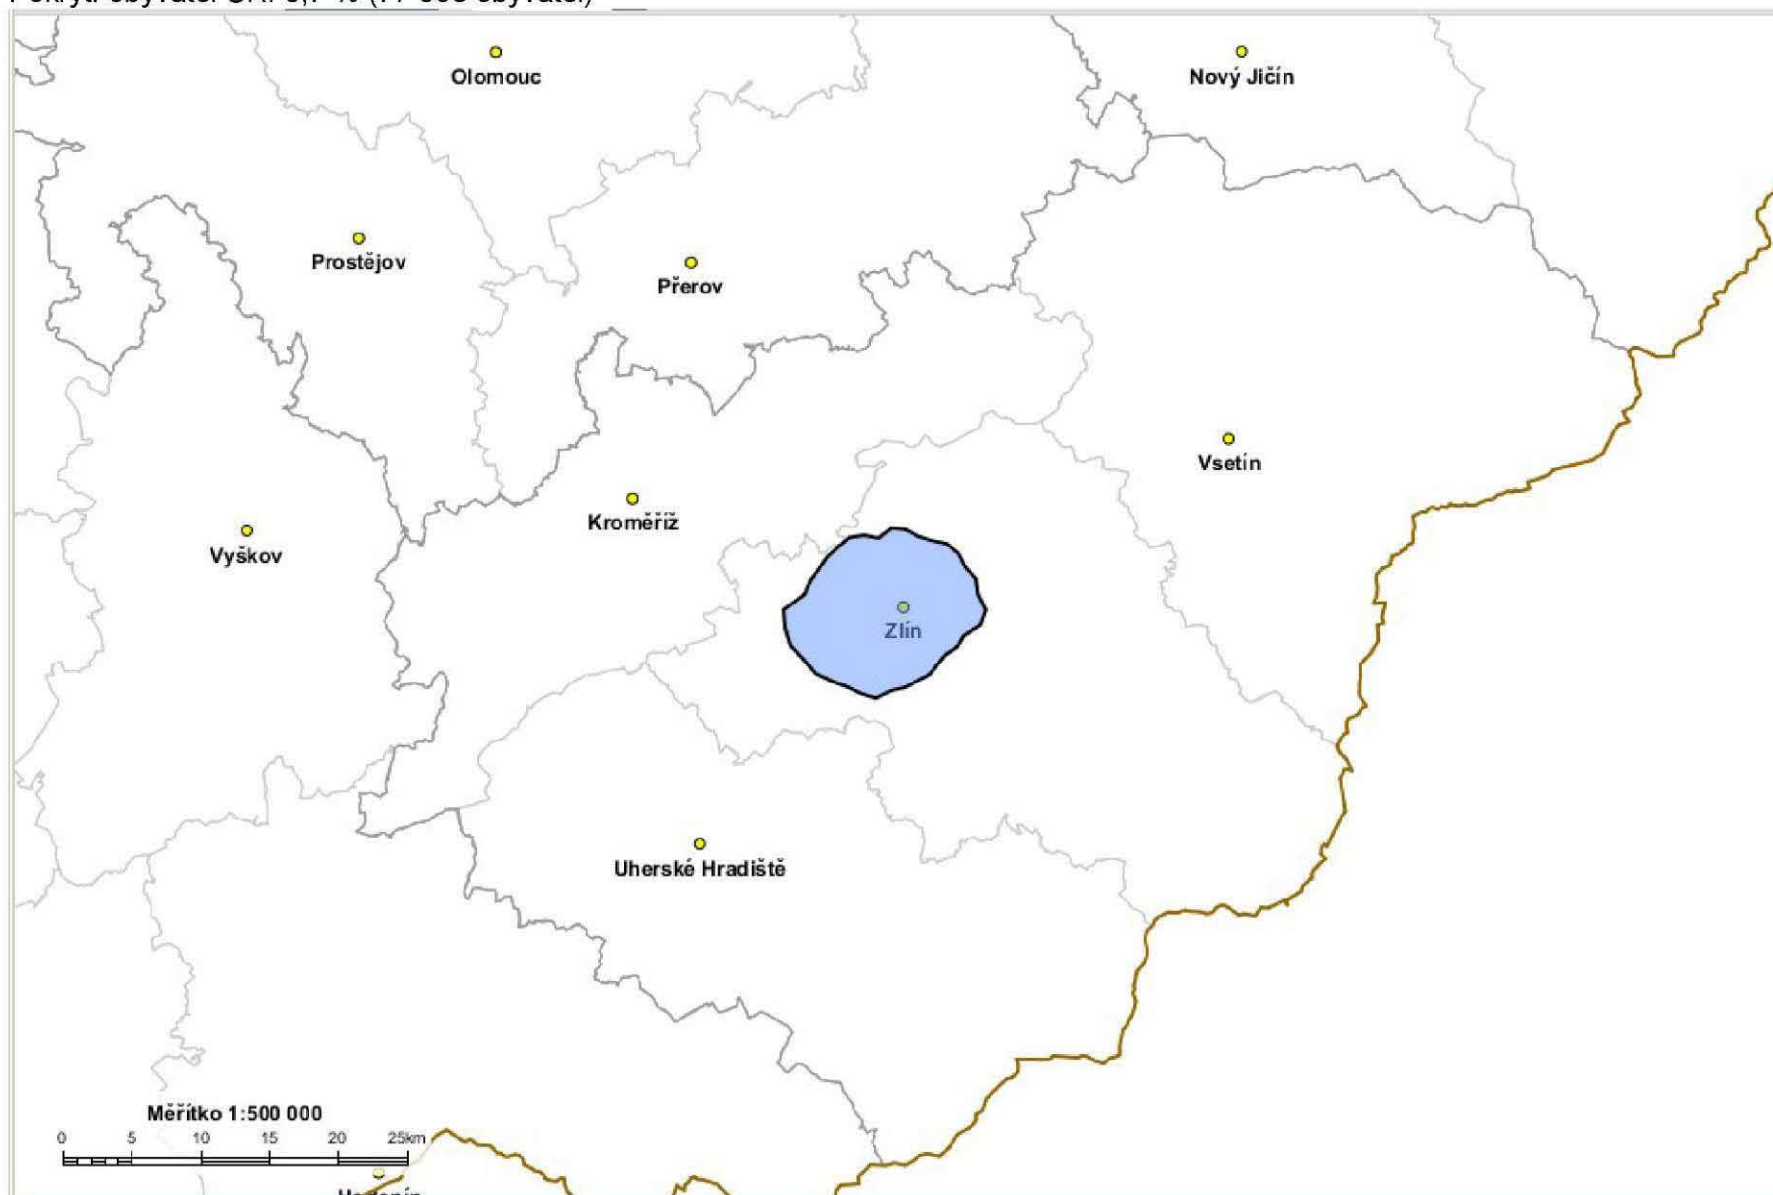 Olomouc
Nový Jičín
Prostějov
Přerov
Vsetín
Kroměříž
Vyškov
Zlín
Uherské Hradiště
Měřítko 1:500 000
0 5 10 15 20 25km